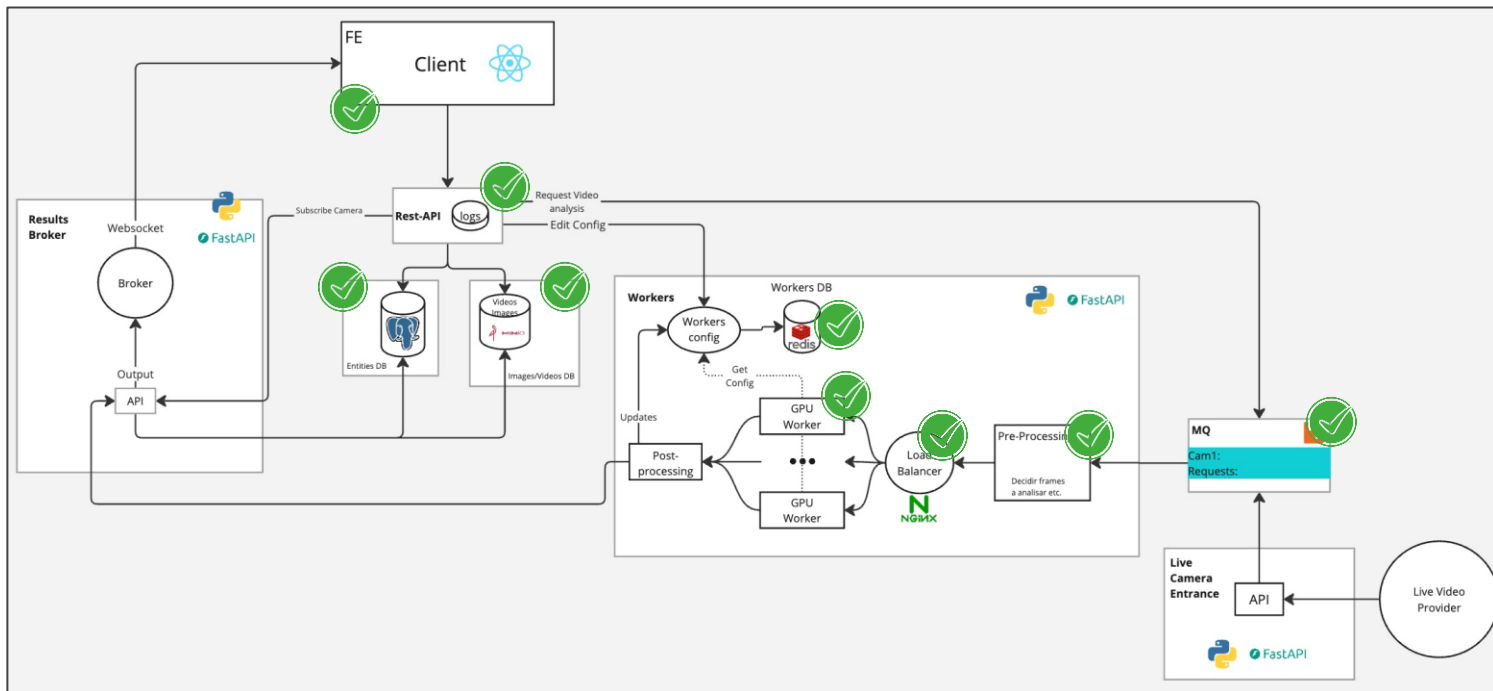 FE
Client
Rest-API
logs
Request Video
analysis
Edit Config
Subscribe Camera
Results
Broker
FastAPI
Websocket
Broker
Output
API
Entities DB
Videos
Images
Images/Videos DB
Workers
Workers DB
FastAPI
Workers
config
redis
Get
Config
Updates
GPU
Worker
Post-
processing
GPU
Worker
Load
Balancer
NGINX
Pre-Processing
Decidir frames
a analisar etc.
MQ
Cam1:
Requests:
Live
Camera
Entrance
API
FastAPI
Live Video
Provider